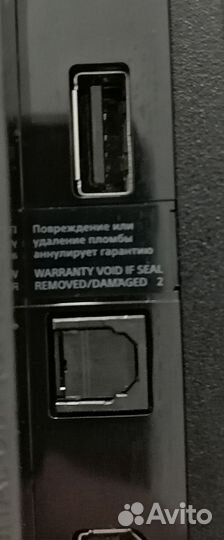 Повреждение или
удаление пломбы
аннулирует гарантию
WARRANTY VOID IF SEAL
REMOVED/DAMAGED 2
Avito